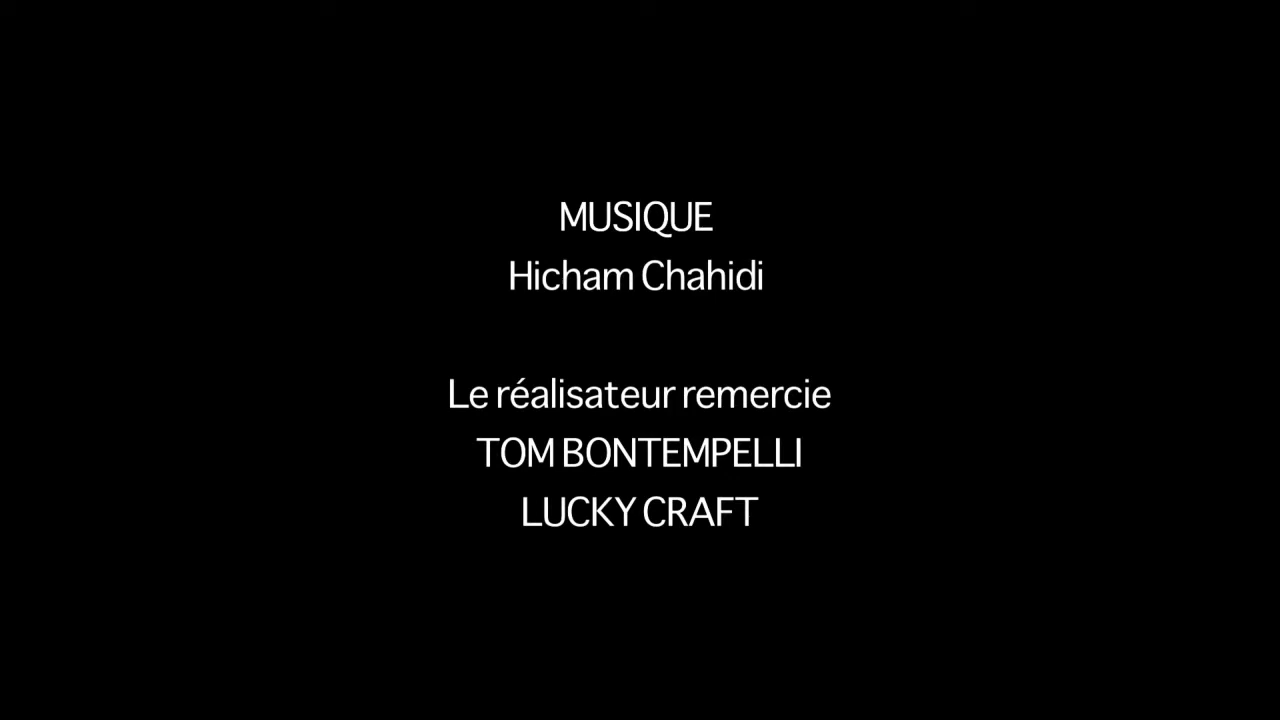 MUSIQUE
Hicham Chahidi
Le réalisateur remercie
TOM BONTEMPELLI
LUCKY CRAFT